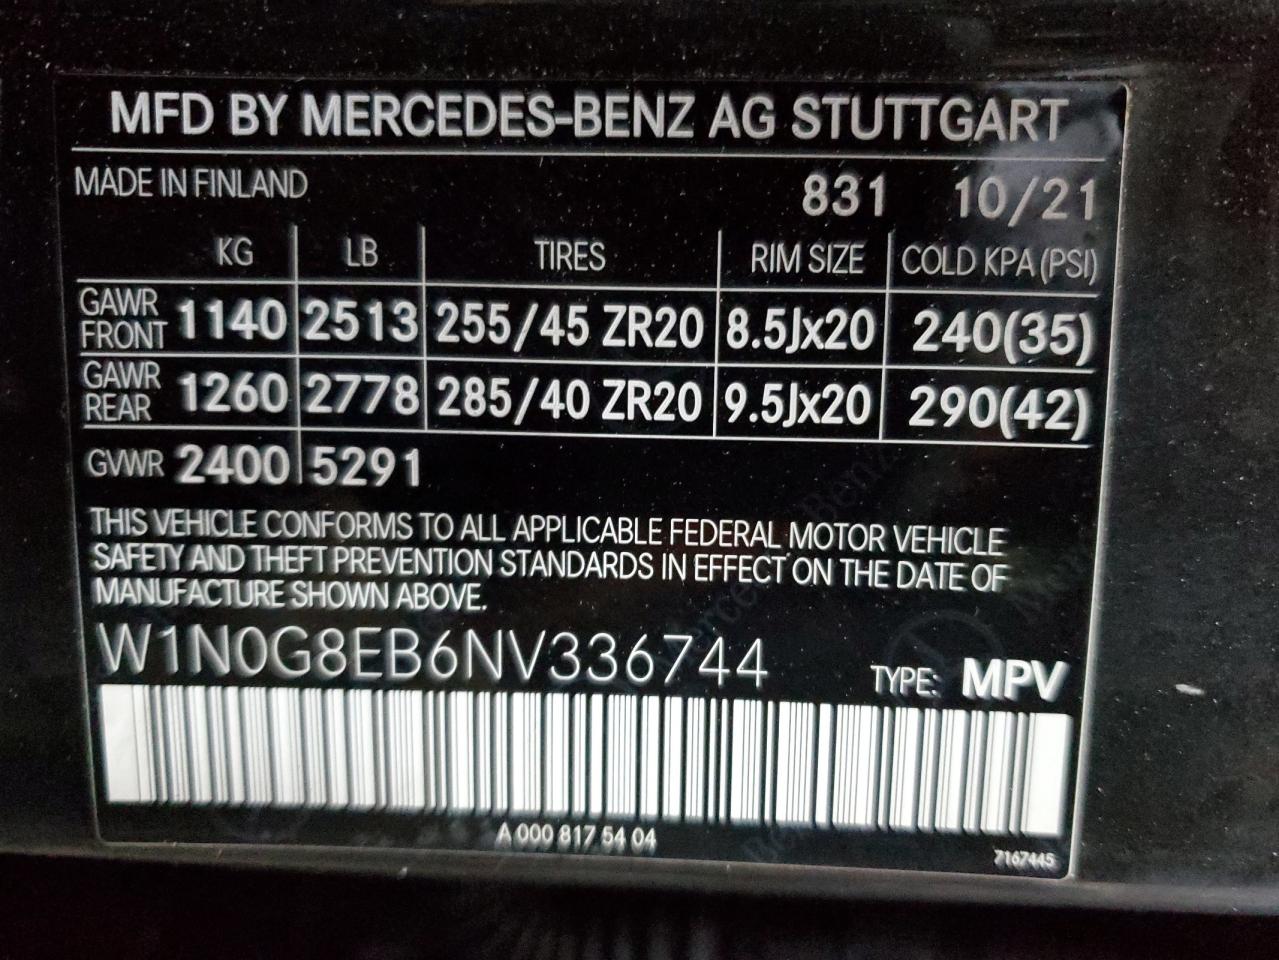 MFD BY MERCEDES-BENZ AG STUTTGART
MADE IN FINLAND 831 10/21
KG LB TIRES RIM SIZE COLD KPA (PSI)
GAWR FRONT 1140 2513 255/45 ZR20 8.5Jx20 240(35)
GAWR REAR 1260 2778 285/40 ZR20 9.5Jx20 290(42)
GVWR 2400 5291
THIS VEHICLE CONFORMS TO ALL APPLICABLE FEDERAL MOTOR VEHICLE
SAFETY AND THEFT PREVENTION STANDARDS IN EFFECT ON THE DATE OF
MANUFACTURE SHOWN ABOVE.
W1N0G8EB6NV336744 TYPE: MPV
A 000 817 54 04
7167445